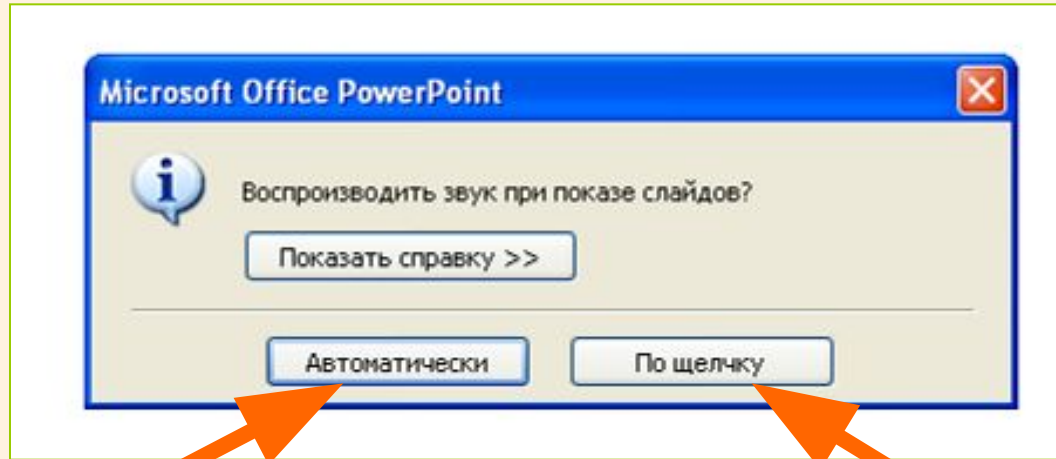 Microsoft Office PowerPoint
Воспроизводить звук при показе слайдов?
Показать справку >>
Автоматически По щелчку